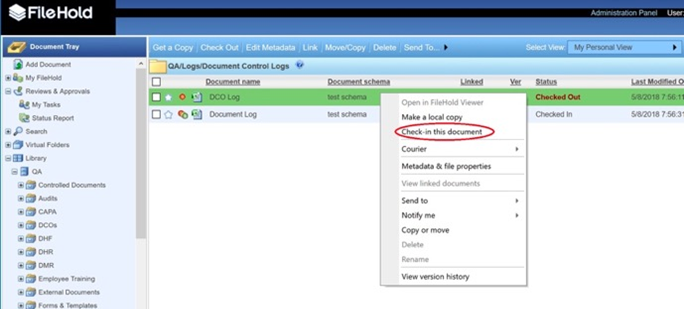 FileHold
Administration Panel User:
Document Tray
Get a Copy Check Out Edit Metadata Link Move/Copy Delete Send To...
Select View My Personal View
Add Document
My FileHold
Reviews & Approvals
My Tasks
Status Report
Search
Virtual Folders
Library
QA
Controlled Documents
Audits
CAPA
DCOs
DHF
DHR
DMR
Employee Training
External Documents
Forms & Templates
QA/Logs/Document Control Logs
Document name Document schema Linked Ver Status Last Modified O
DCO Log test schema Checked Out 5/8/2018 7:56:11
Document Log test schema Checked In 5/8/2018 7:56:31
Open in FileHold Viewer
Make a local copy
Check-in this document
Courier
Metadata & file properties
View linked documents
Send to
Notify me
Copy or move
Delete
Rename
View version history